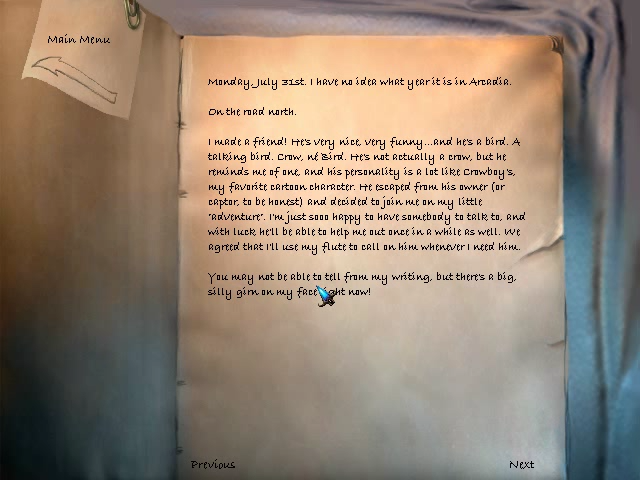 Main Menu
Monday, July 31st. I have no idea what year it is in Arcadia.
On the road north.
I made a friend! He's very nice, very funny...and he's a bird. A
talking bird. Crow, né Bird. He's not actually a crow, but he
reminds me of one, and his personality is a lot like Crowboy's,
my favorite cartoon character. He escaped from his owner (or
captor, to be honest) and decided to join me on my little
"adventure". I'm just sooo happy to have somebody to talk to, and
with luck he'll be able to help me out once in a while as well. We
agreed that I'll use my flute to call on him whenever I need him.
You may not be able to tell from my writing, but there's a big,
silly girn on my face right now!
Previous
Next